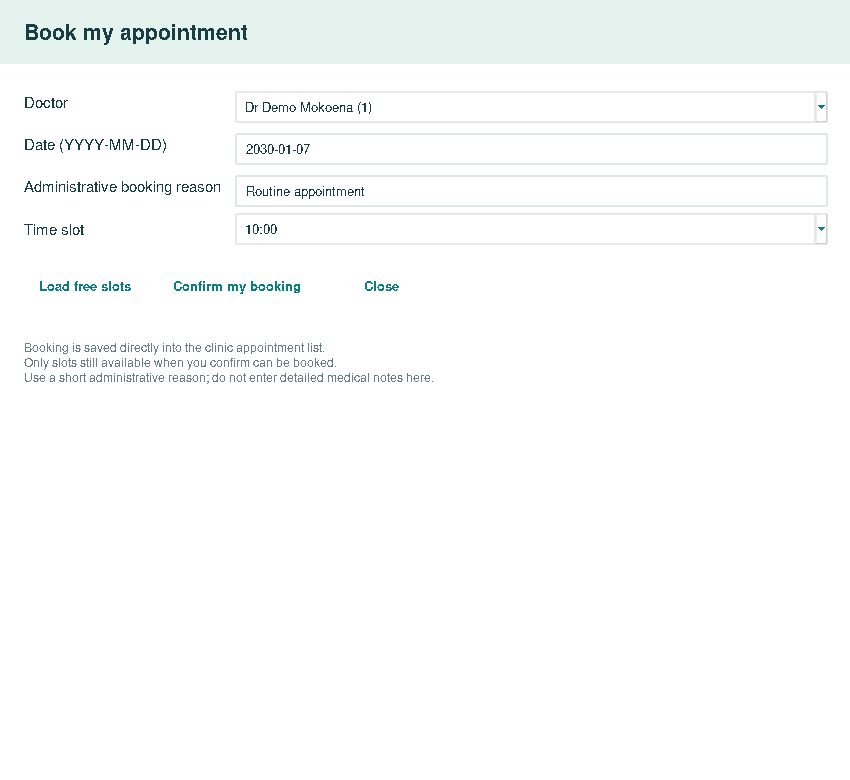 Book my appointment
Doctor
Dr Demo Mokoena (1)
Date (YYYY-MM-DD)
2030-01-07
Administrative booking reason
Routine appointment
Time slot
10:00
Load free slots Confirm my booking Close
Booking is saved directly into the clinic appointment list.
Only slots still available when you confirm can be booked.
Use a short administrative reason; do not enter detailed medical notes here.